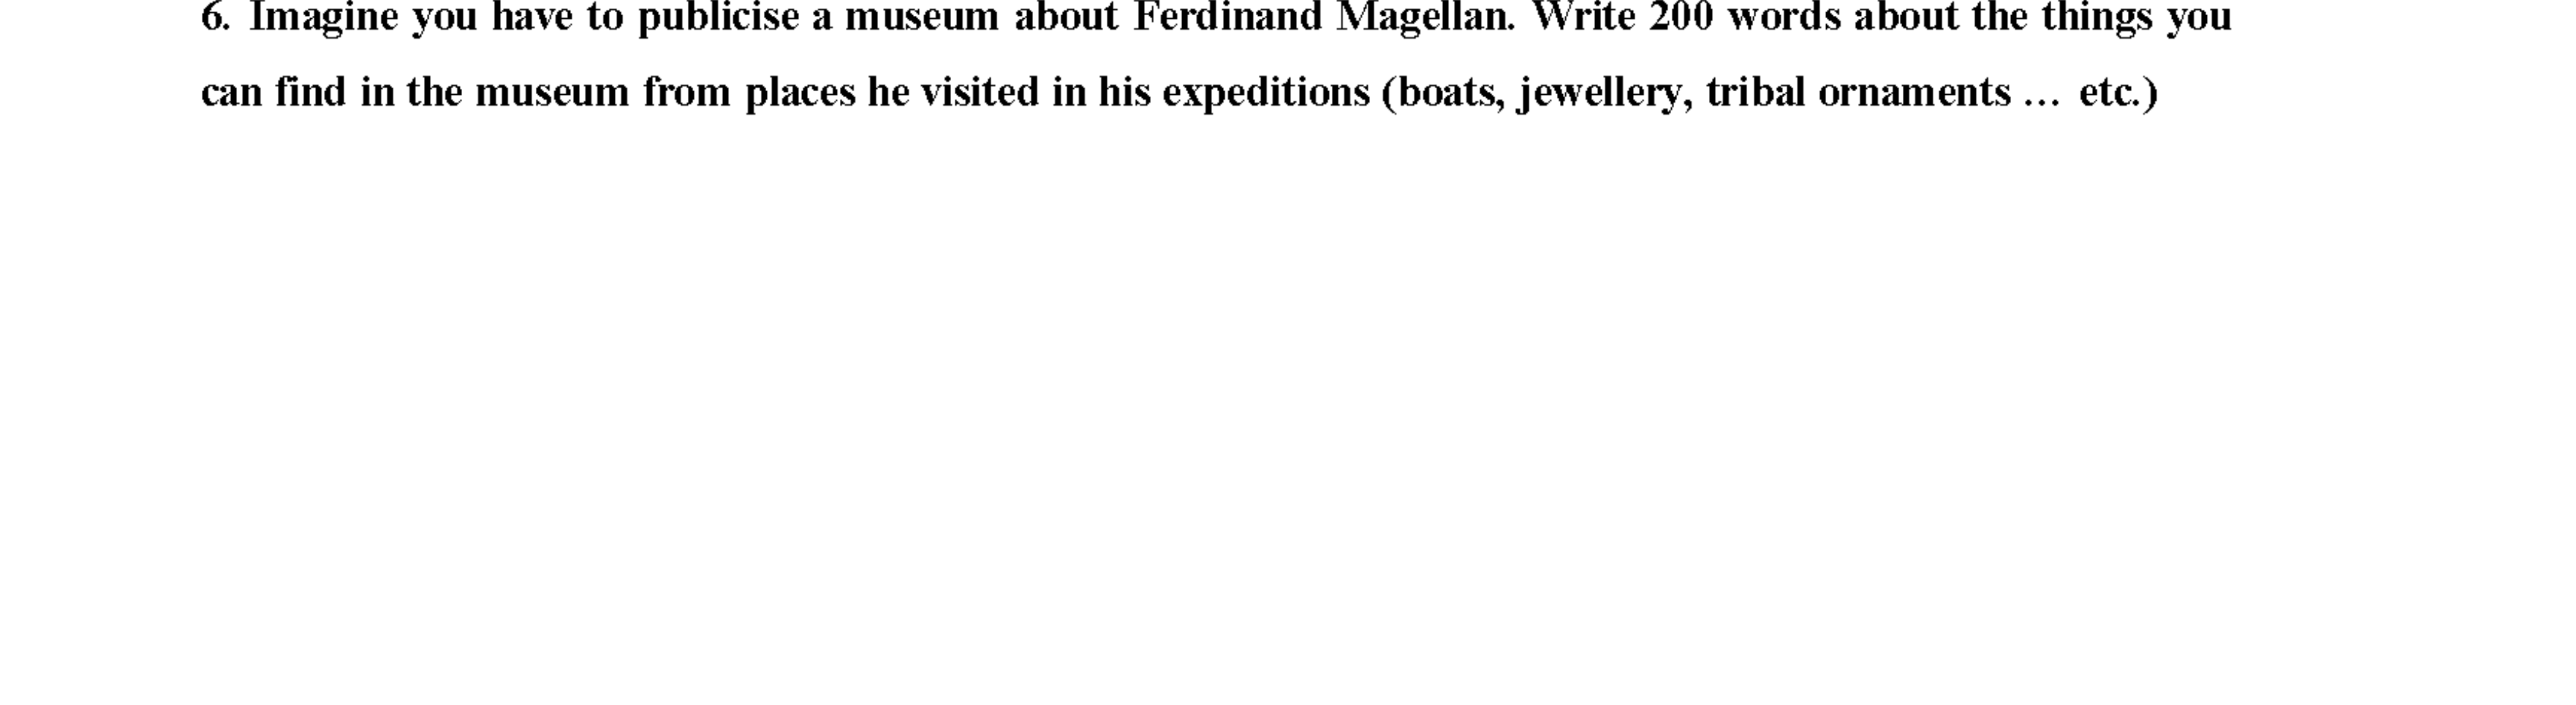 6. Imagine you have to publicise a museum about Ferdinand Magellan. Write 200 words about the things you
can find in the museum from places he visited in his expeditions (boats, jewellery, tribal ornaments … etc.)